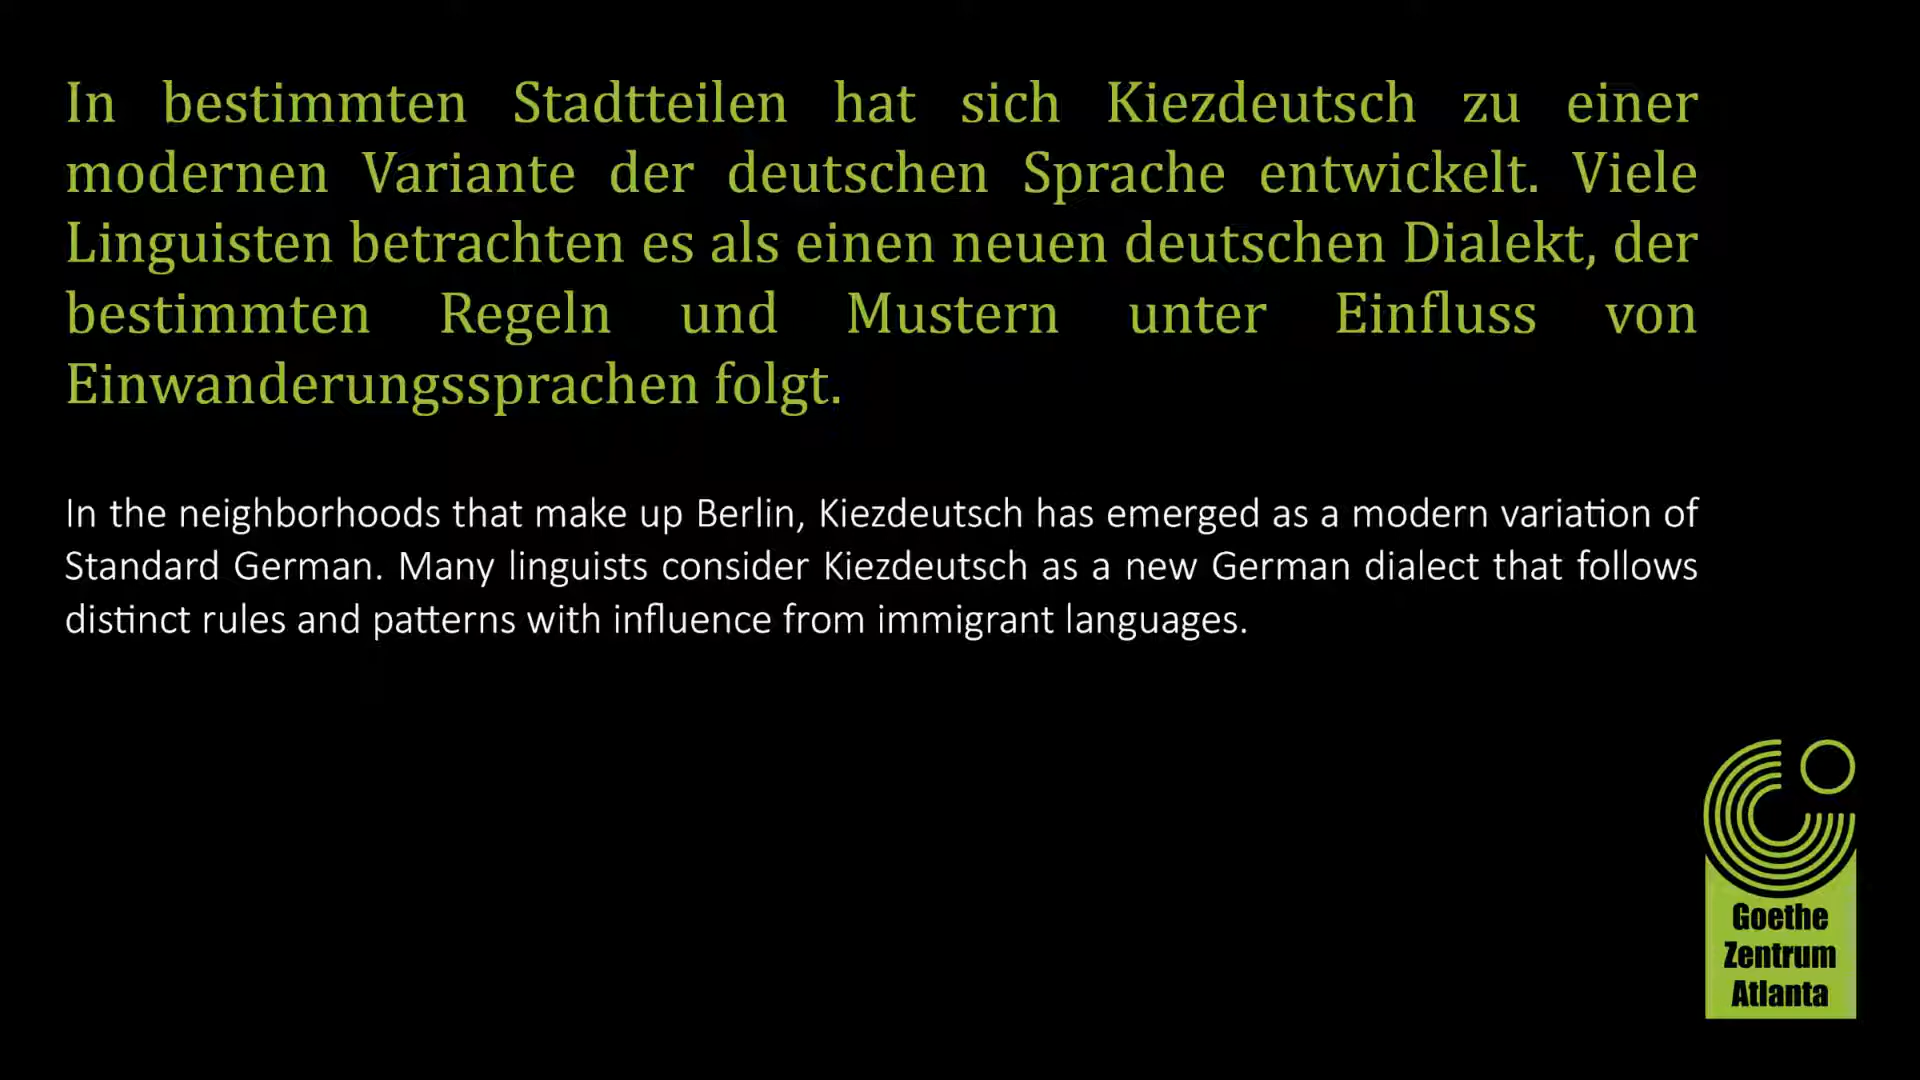 In bestimmten Stadtteilen hat sich Kiezdeutsch zu einer
modernen Variante der deutschen Sprache entwickelt. Viele
Linguisten betrachten es als einen neuen deutschen Dialekt, der
bestimmten Regeln und Mustern unter Einfluss von
Einwanderungssprachen folgt.
In the neighborhoods that make up Berlin, Kiezdeutsch has emerged as a modern variation of
Standard German. Many linguists consider Kiezdeutsch as a new German dialect that follows
distinct rules and patterns with influence from immigrant languages.
Goethe
Zentrum
Atlanta